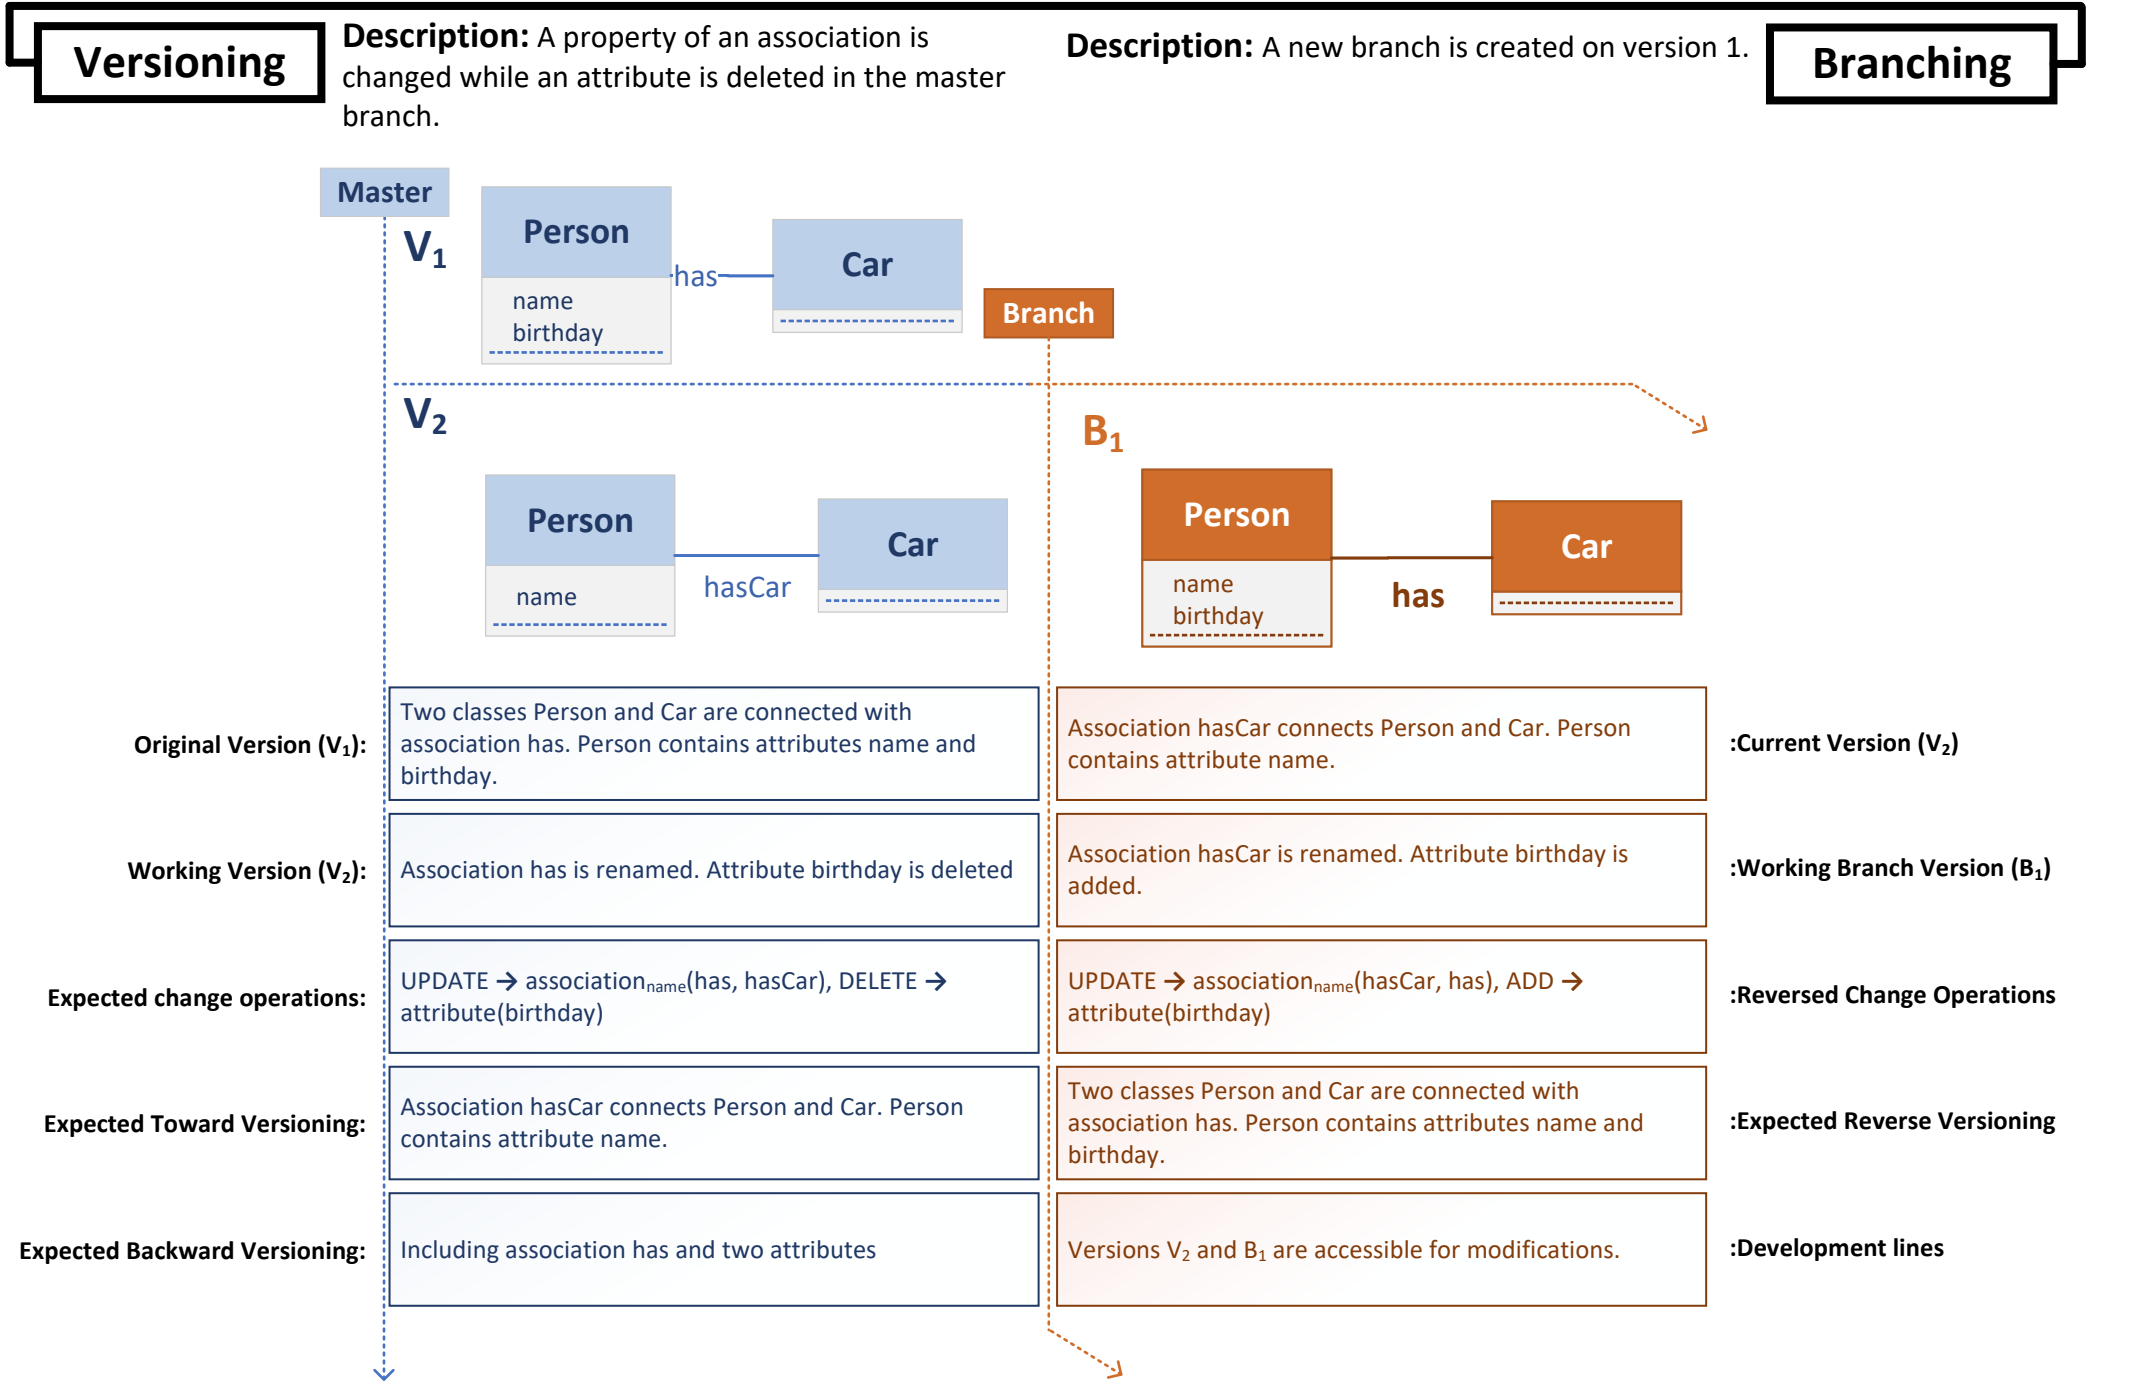 Versioning
Description: A property of an association is
changed while an attribute is deleted in the master
branch.
Description: A new branch is created on version 1.
Branching
Master
V₁
Person
name
birthday
has
Car
Branch
V₂
Person
name
hasCar
Car
B₁
Person
name
birthday
has
Car
Original Version (V₁):
Two classes Person and Car are connected with
association has. Person contains attributes name and
birthday.
Association hasCar connects Person and Car. Person
contains attribute name.
:Current Version (V₂)
Working Version (V₂):
Association has is renamed. Attribute birthday is deleted
Association hasCar is renamed. Attribute birthday is
added.
:Working Branch Version (B₁)
Expected change operations:
UPDATE → associationₙₐₘₑ(has, hasCar), DELETE →
attribute(birthday)
UPDATE → associationₙₐₘₑ(hasCar, has), ADD →
attribute(birthday)
:Reversed Change Operations
Expected Toward Versioning:
Association hasCar connects Person and Car. Person
contains attribute name.
Two classes Person and Car are connected with
association has. Person contains attributes name and
birthday.
:Expected Reverse Versioning
Expected Backward Versioning:
Including association has and two attributes
Versions V₂ and B₁ are accessible for modifications.
:Development lines